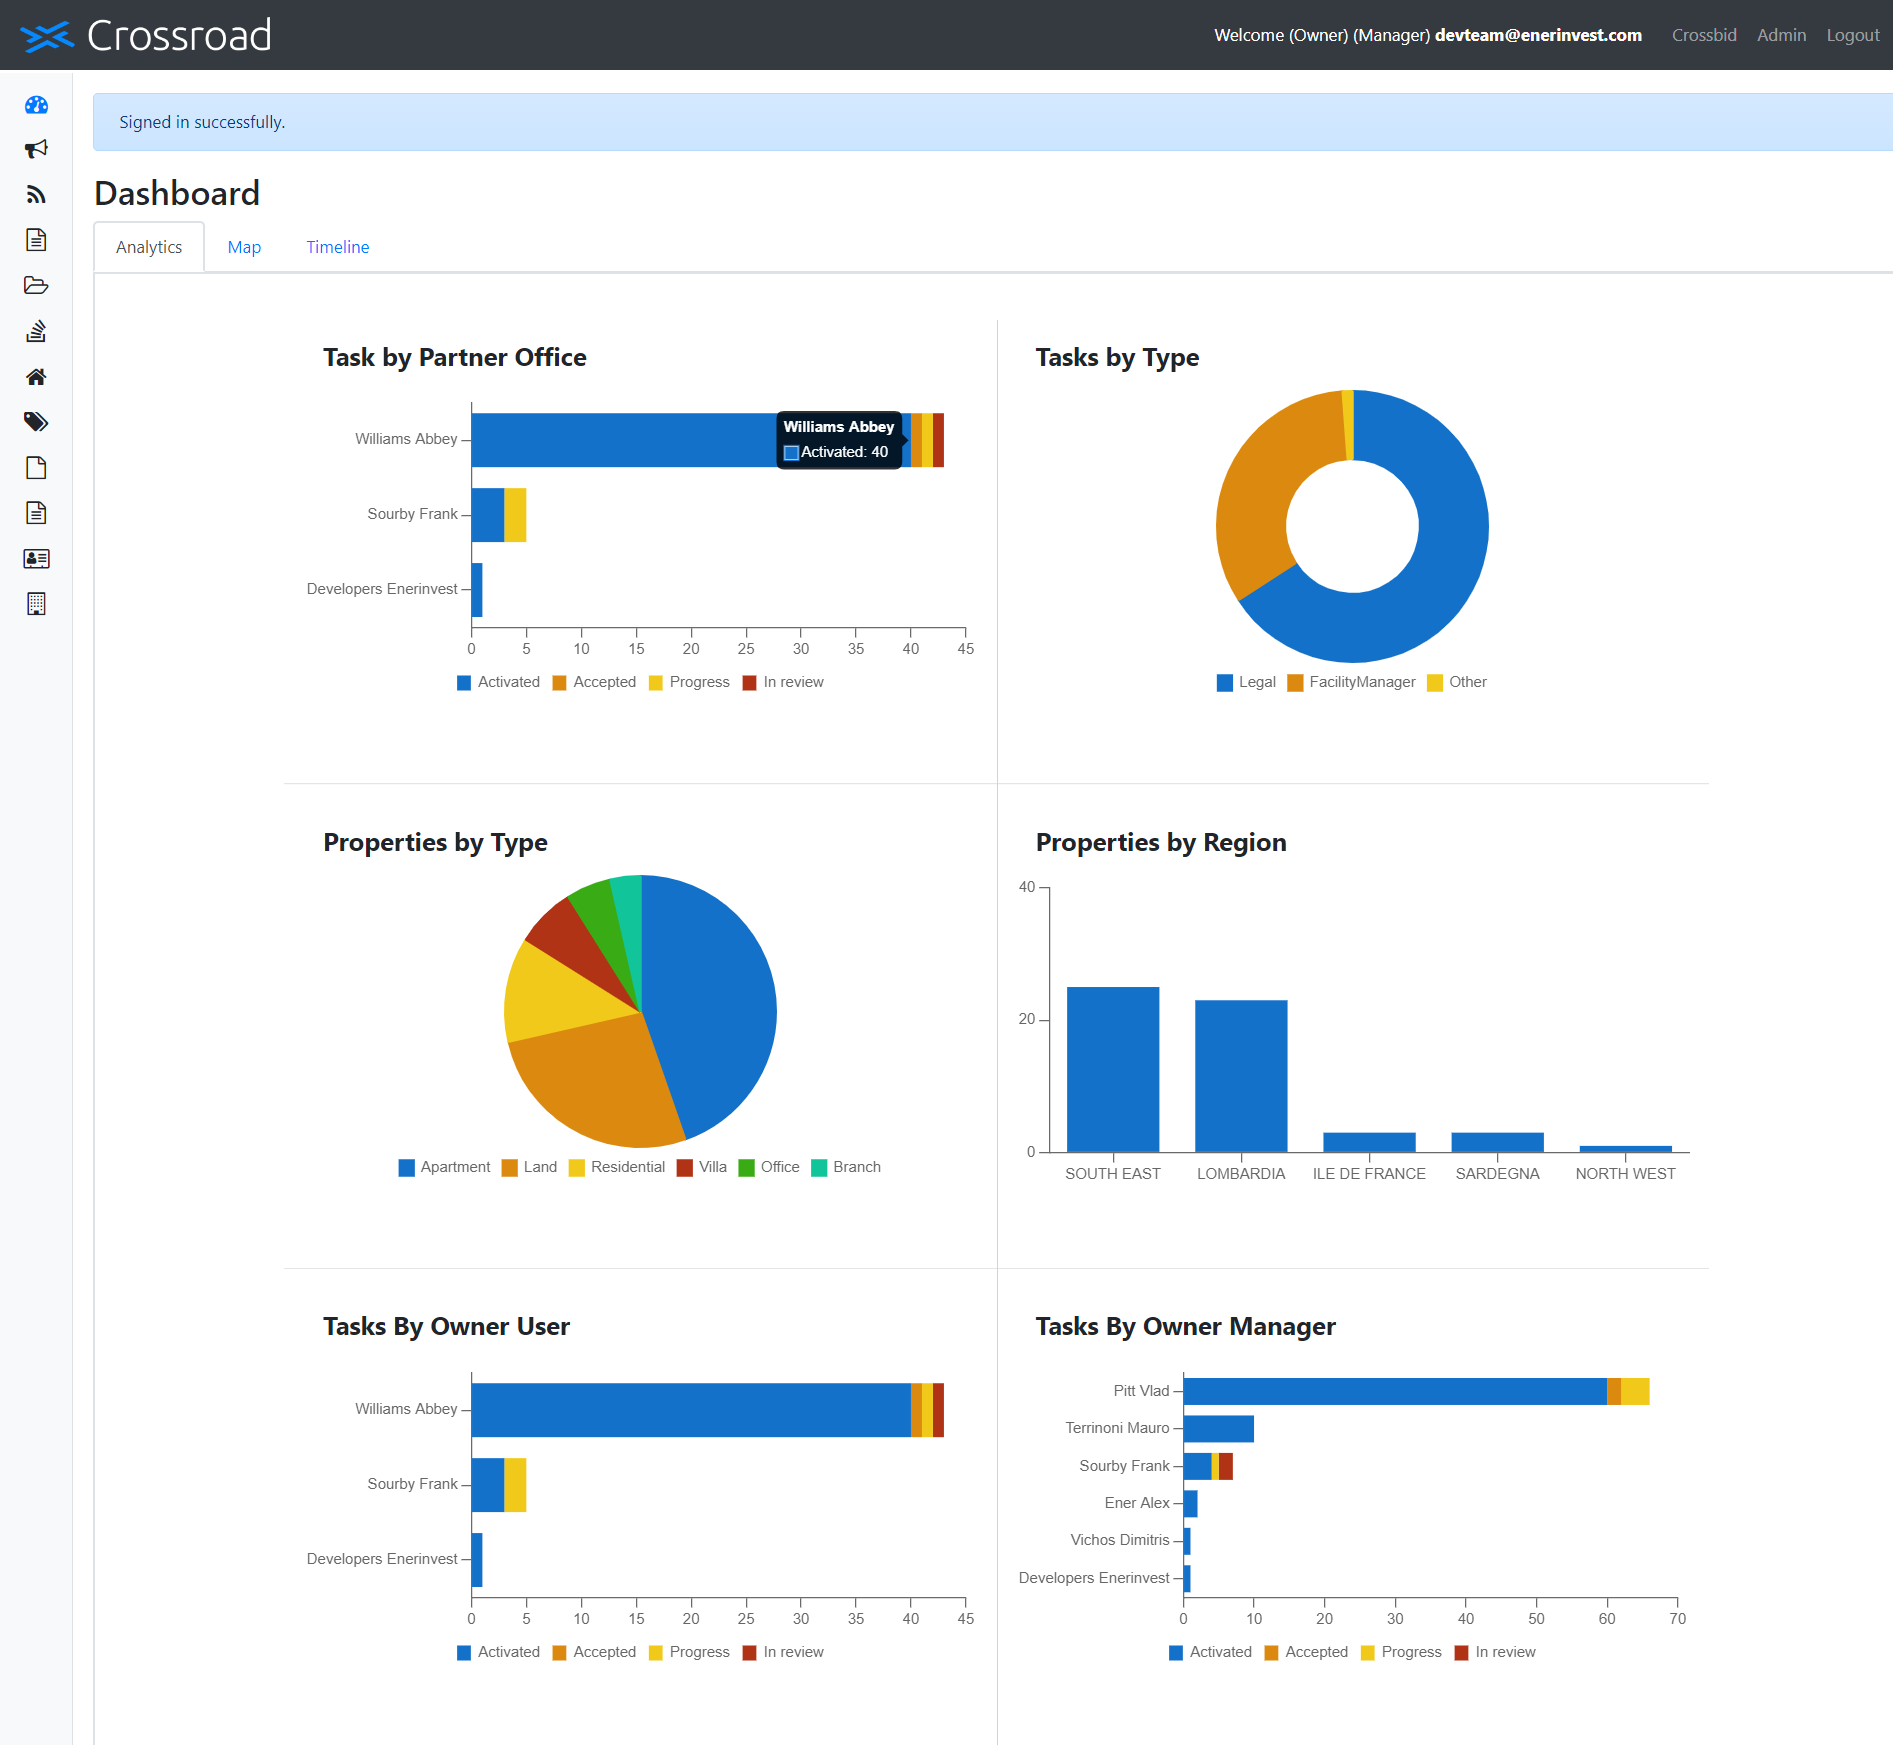 Crossroad
Welcome (Owner) (Manager) devteam@enerinvest.com Crossbid Admin Logout
Signed in successfully.
Dashboard
Analytics Map Timeline
Task by Partner Office
Williams Abbey
Sourby Frank
Developers Enerinvest
Williams Abbey
Activated: 40
0 5 10 15 20 25 30 35 40 45
Activated Accepted Progress In review
Tasks by Type
Legal FacilityManager Other
Properties by Type
Apartment Land Residential Villa Office Branch
Properties by Region
40
20
0
SOUTH EAST LOMBARDIA ILE DE FRANCE SARDEGNA NORTH WEST
Tasks By Owner User
Williams Abbey
Sourby Frank
Developers Enerinvest
0 5 10 15 20 25 30 35 40 45
Activated Accepted Progress In review
Tasks By Owner Manager
Pitt Vlad
Terrinoni Mauro
Sourby Frank
Ener Alex
Vichos Dimitris
Developers Enerinvest
0 10 20 30 40 50 60 70
Activated Accepted Progress In review